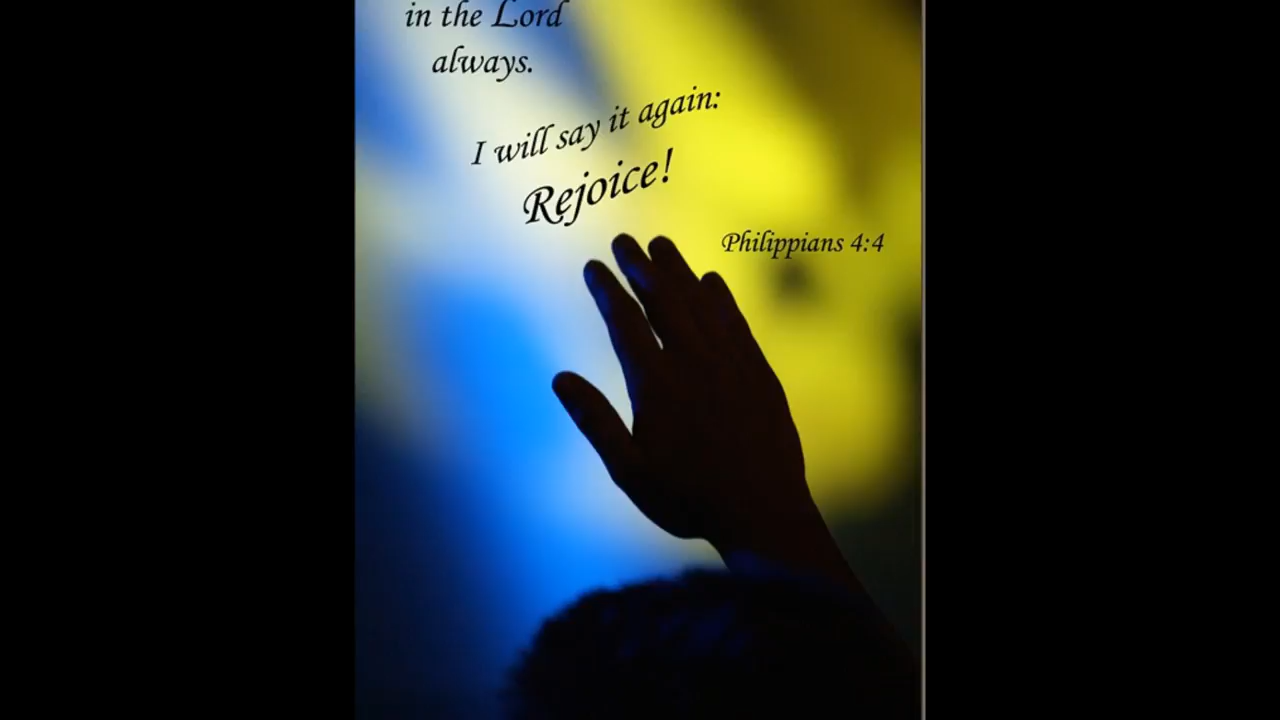 in the Lord
always.
I will say it again:
Rejoice!
Philippians 4:4